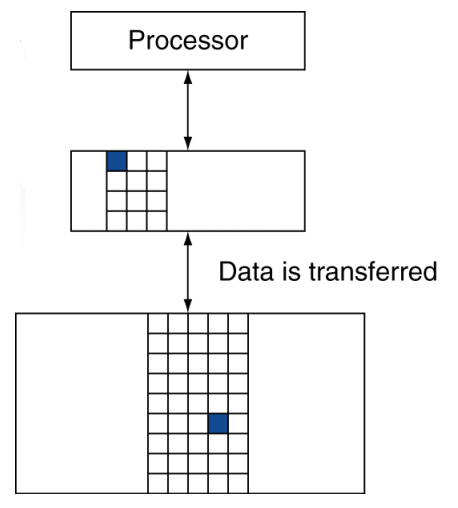 Processor
Data is transferred